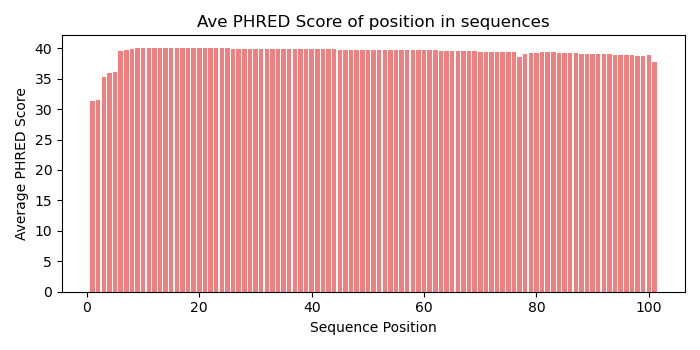 Ave PHRED Score of position in sequences
Average PHRED Score
40
35
30
25
20
15
10
5
0
0 20 40 60 80 100
Sequence Position